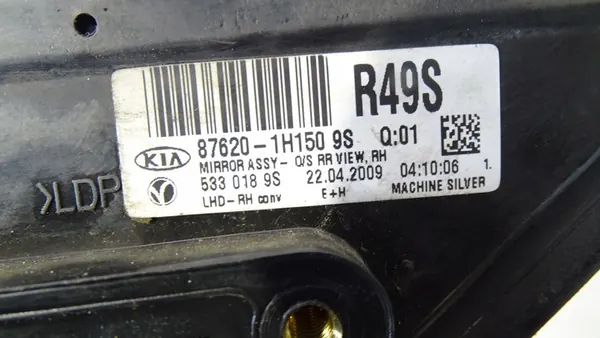 R49S
KIA 87620-1H150 9S Q:01
MIRROR ASSY- O/S RR VIEW, RH 04:10:06 1.
533 018 9S 22.04.2009
LHD-RH conv E+H MACHINE SILVER
>LDP